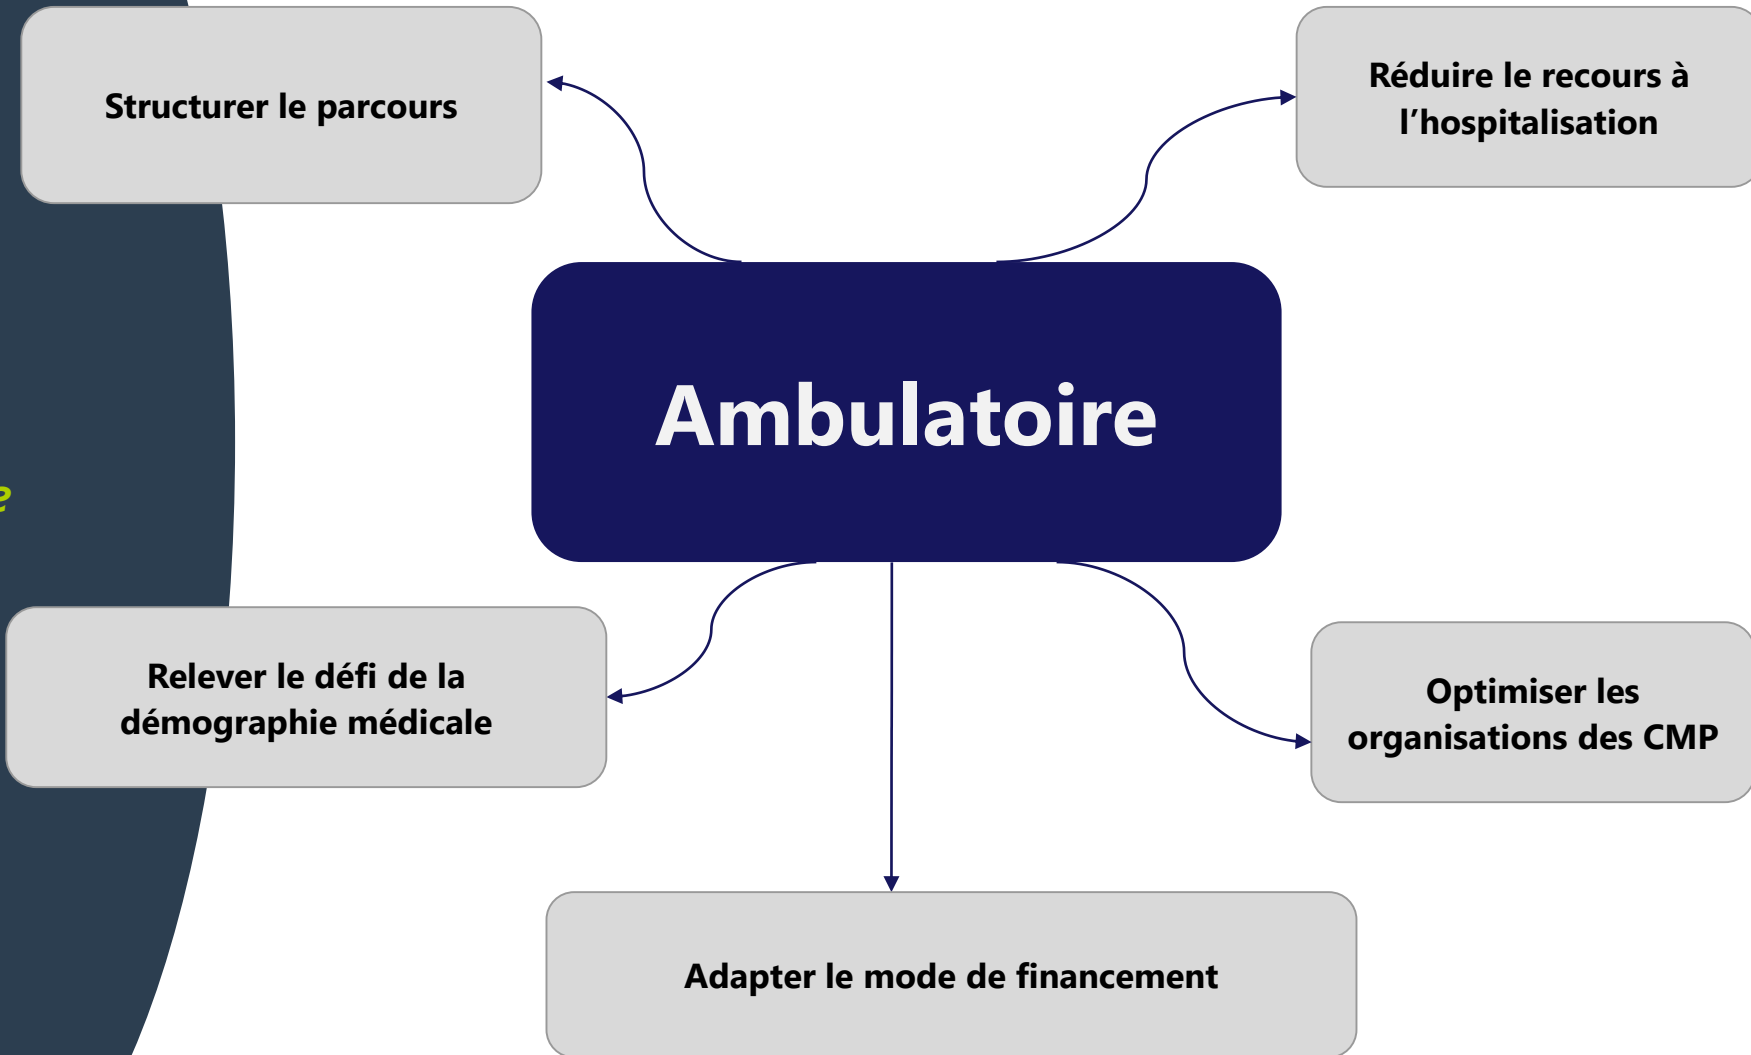 Structurer le parcours
Réduire le recours à
l’hospitalisation
Ambulatoire
Relever le défi de la
démographie médicale
Optimiser les
organisations des CMP
Adapter le mode de financement